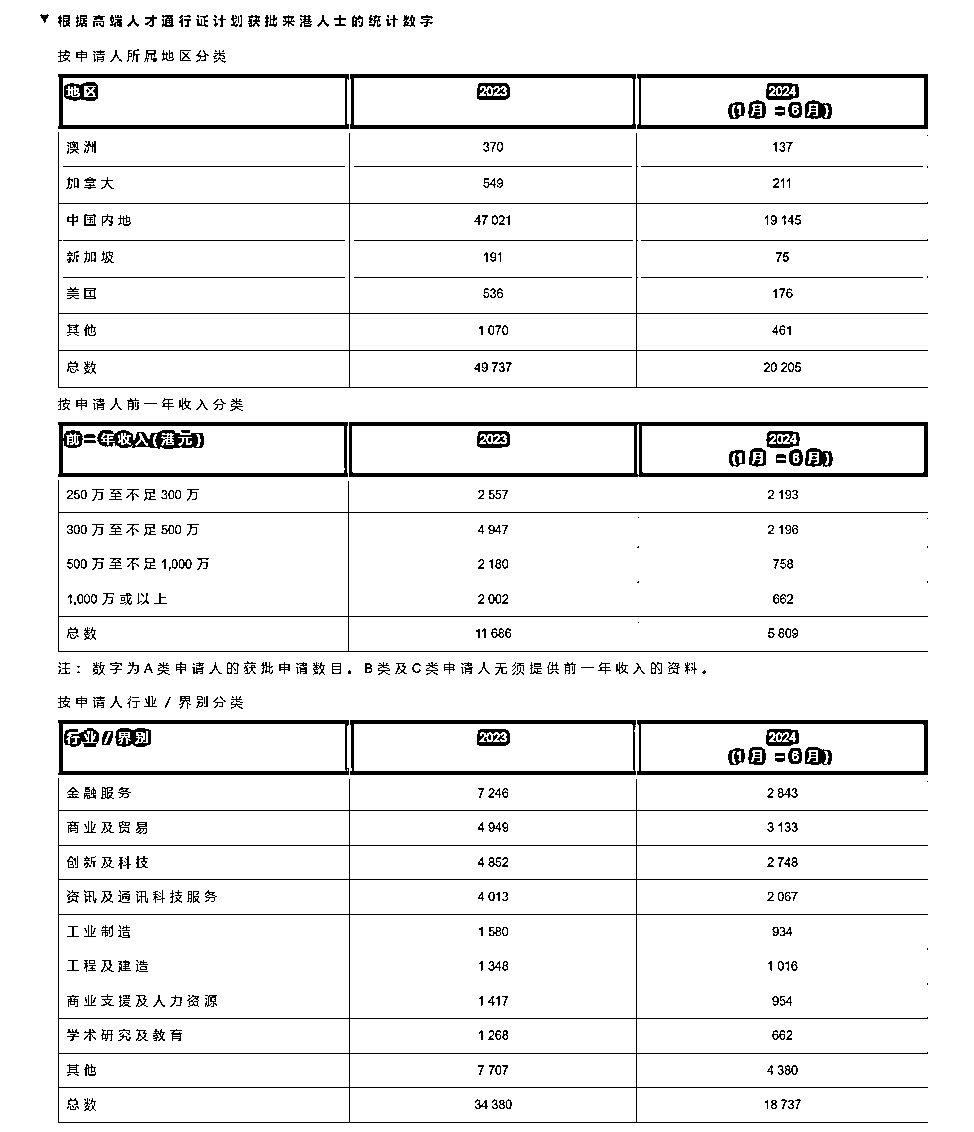 ▼ 根据高端人才通行证计划获批来港人士的统计数字
按申请人所属地区分类
地区 2023 2024
(1月 – 6月)
澳洲 370 137
加拿大 549 211
中国内地 47 021 19 145
新加坡 191 75
美国 536 176
其他 1 070 461
总数 49 737 20 205
按申请人前一年收入分类
前一年收入(港元) 2023 2024
(1月 – 6月)
250 万至不足 300 万 2 557 2 193
300 万至不足 500 万 4 947 2 196
500 万至不足 1,000 万 2 180 758
1,000 万或以上 2 002 662
总数 11 686 5 809
注: 数字为A类申请人的获批申请数目。B类及C类申请人无须提供前一年收入的资料。
按申请人行业 / 界别分类
行业 / 界别 2023 2024
(1月 – 6月)
金融服务 7 246 2 843
商业及贸易 4 949 3 133
创新及科技 4 852 2 748
资讯及通讯科技服务 4 013 2 067
工业制造 1 580 934
工程及建造 1 348 1 016
商业支援及人力资源 1 417 954
学术研究及教育 1 268 662
其他 7 707 4 380
总数 34 380 18 737